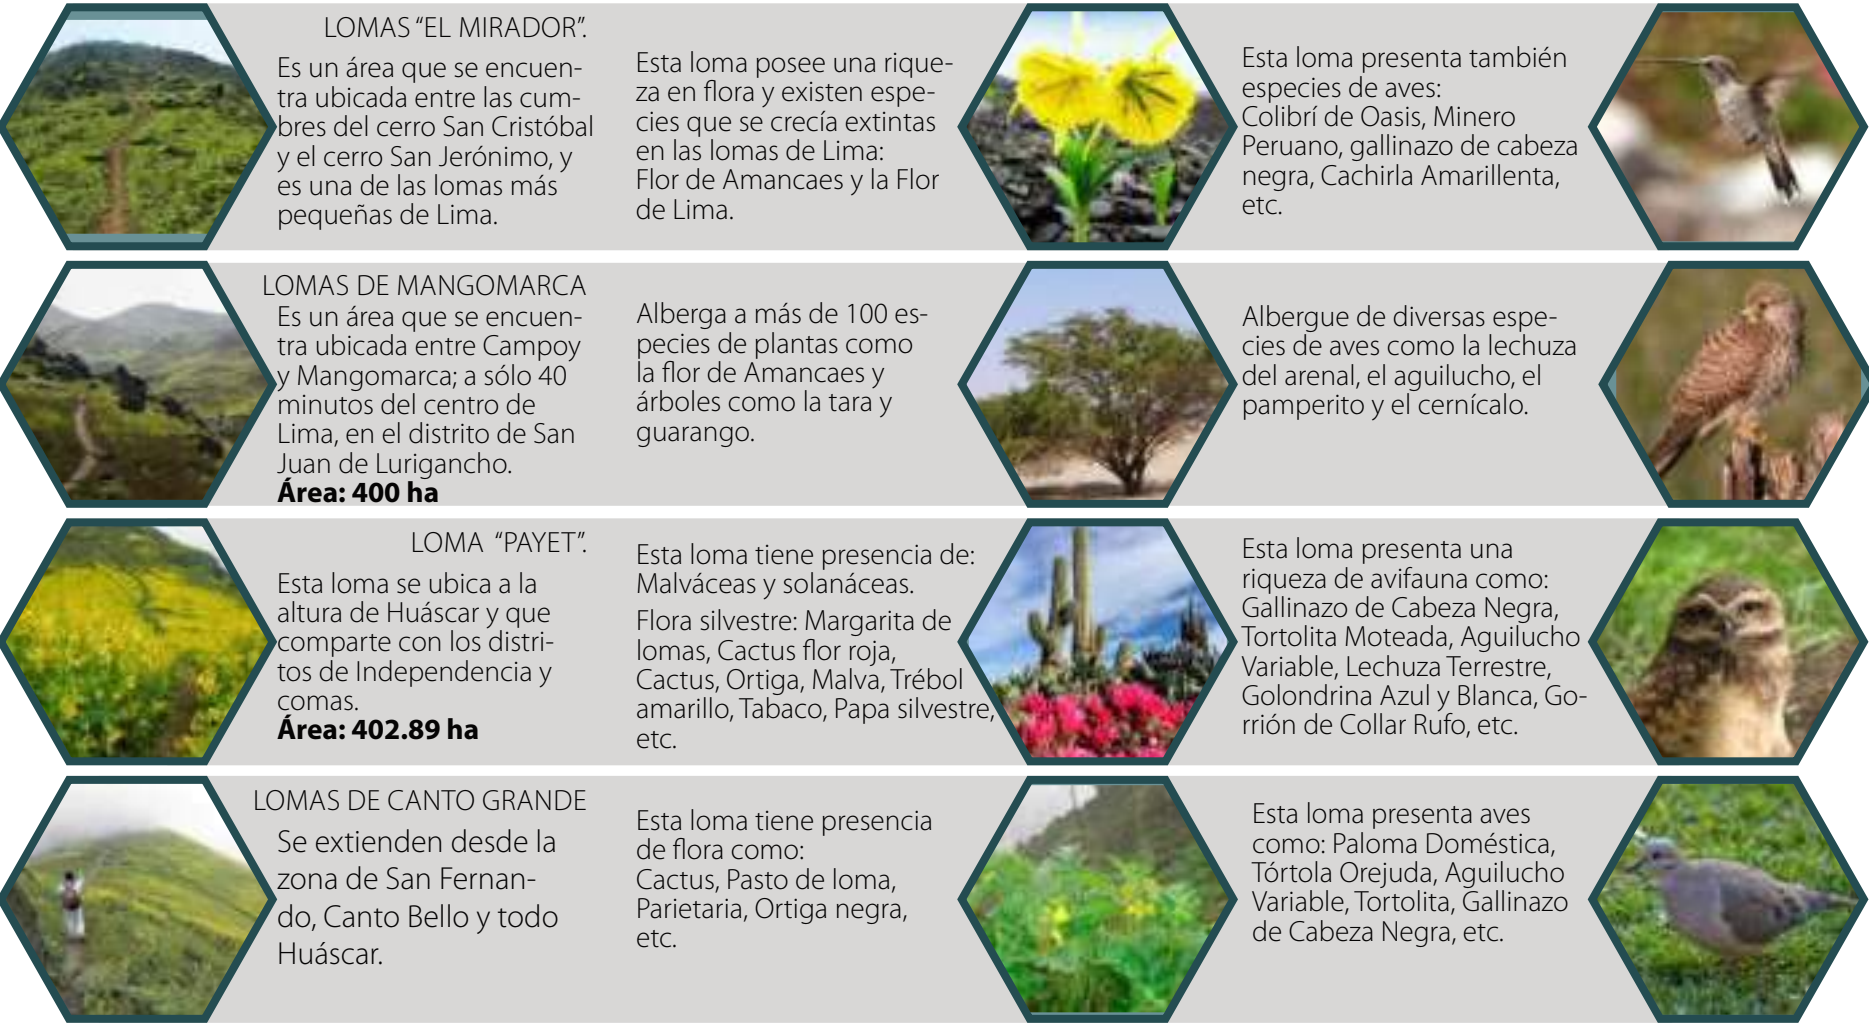 LOMAS “EL MIRADOR”.
Es un área que se encuen-
tra ubicada entre las cum-
bres del cerro San Cristóbal
y el cerro San Jerónimo, y
es una de las lomas más
pequeñas de Lima.
Esta loma posee una rique-
za en flora y existen espe-
cies que se crecía extintas
en las lomas de Lima:
Flor de Amancaes y la Flor
de Lima.
Esta loma presenta también
especies de aves:
Colibrí de Oasis, Minero
Peruano, gallinazo de cabeza
negra, Cachirla Amarillenta,
etc.
LOMAS DE MANGOMARCA
Es un área que se encuen-
tra ubicada entre Campoy
y Mangomarca; a sólo 40
minutos del centro de
Lima, en el distrito de San
Juan de Lurigancho.
Área: 400 ha
Alberga a más de 100 es-
pecies de plantas como
la flor de Amancaes y
árboles como la tara y
guarango.
Albergue de diversas espe-
cies de aves como la lechuza
del arenal, el aguilucho, el
pamperito y el cernícalo.
LOMA “PAYET”.
Esta loma se ubica a la
altura de Huáscar y que
comparte con los distri-
tos de Independencia y
comas.
Área: 402.89 ha
Esta loma tiene presencia de:
Malváceas y solanáceas.
Flora silvestre: Margarita de
lomas, Cactus flor roja,
Cactus, Ortiga, Malva, Trébol
amarillo, Tabaco, Papa silvestre,
etc.
Esta loma presenta una
riqueza de avifauna como:
Gallinazo de Cabeza Negra,
Tortolita Moteada, Aguilucho
Variable, Lechuza Terrestre,
Golondrina Azul y Blanca, Go-
rrión de Collar Rufo, etc.
LOMAS DE CANTO GRANDE
Se extienden desde la
zona de San Fernan-
do, Canto Bello y todo
Huáscar.
Esta loma tiene presencia
de flora como:
Cactus, Pasto de loma,
Parietaria, Ortiga negra,
etc.
Esta loma presenta aves
como: Paloma Doméstica,
Tórtola Orejuda, Aguilucho
Variable, Tortolita, Gallinazo
de Cabeza Negra, etc.